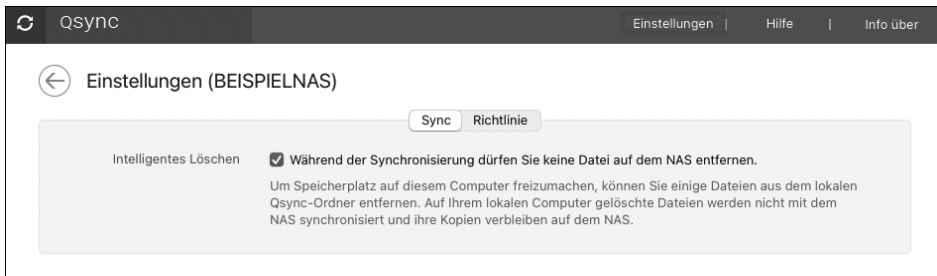 Qsync
Einstellungen | Hilfe | Info über
Einstellungen (BEISPIELNAS)
Sync Richtlinie
Intelligentes Löschen Während der Synchronisierung dürfen Sie keine Datei auf dem NAS entfernen.
Um Speicherplatz auf diesem Computer freizumachen, können Sie einige Dateien aus dem lokalen
Qsync-Ordner entfernen. Auf Ihrem lokalen Computer gelöschte Dateien werden nicht mit dem
NAS synchronisiert und ihre Kopien verbleiben auf dem NAS.